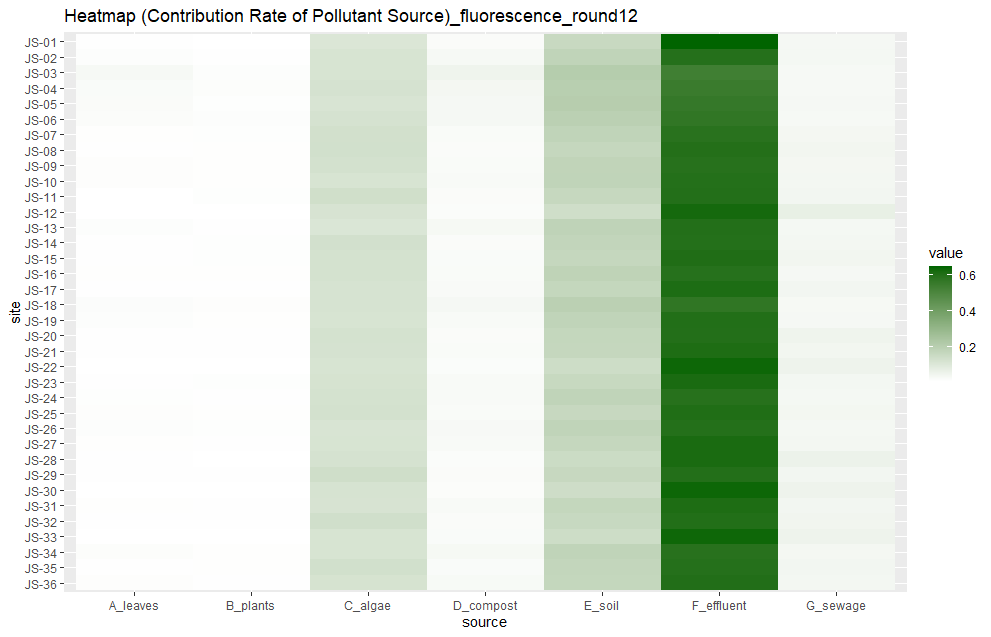 Heatmap (Contribution Rate of Pollutant Source)_fluorescence_round12
JS-01
JS-02
JS-03
JS-04
JS-05
JS-06
JS-07
JS-08
JS-09
JS-10
JS-11
JS-12
JS-13
JS-14
JS-15
JS-16
JS-17
JS-18
JS-19
JS-20
JS-21
JS-22
JS-23
JS-24
JS-25
JS-26
JS-27
JS-28
JS-29
JS-30
JS-31
JS-32
JS-33
JS-34
JS-35
JS-36
site
A_leaves B_plants C_algae D_compost E_soil F_effluent G_sewage
source
value
0.6
0.4
0.2